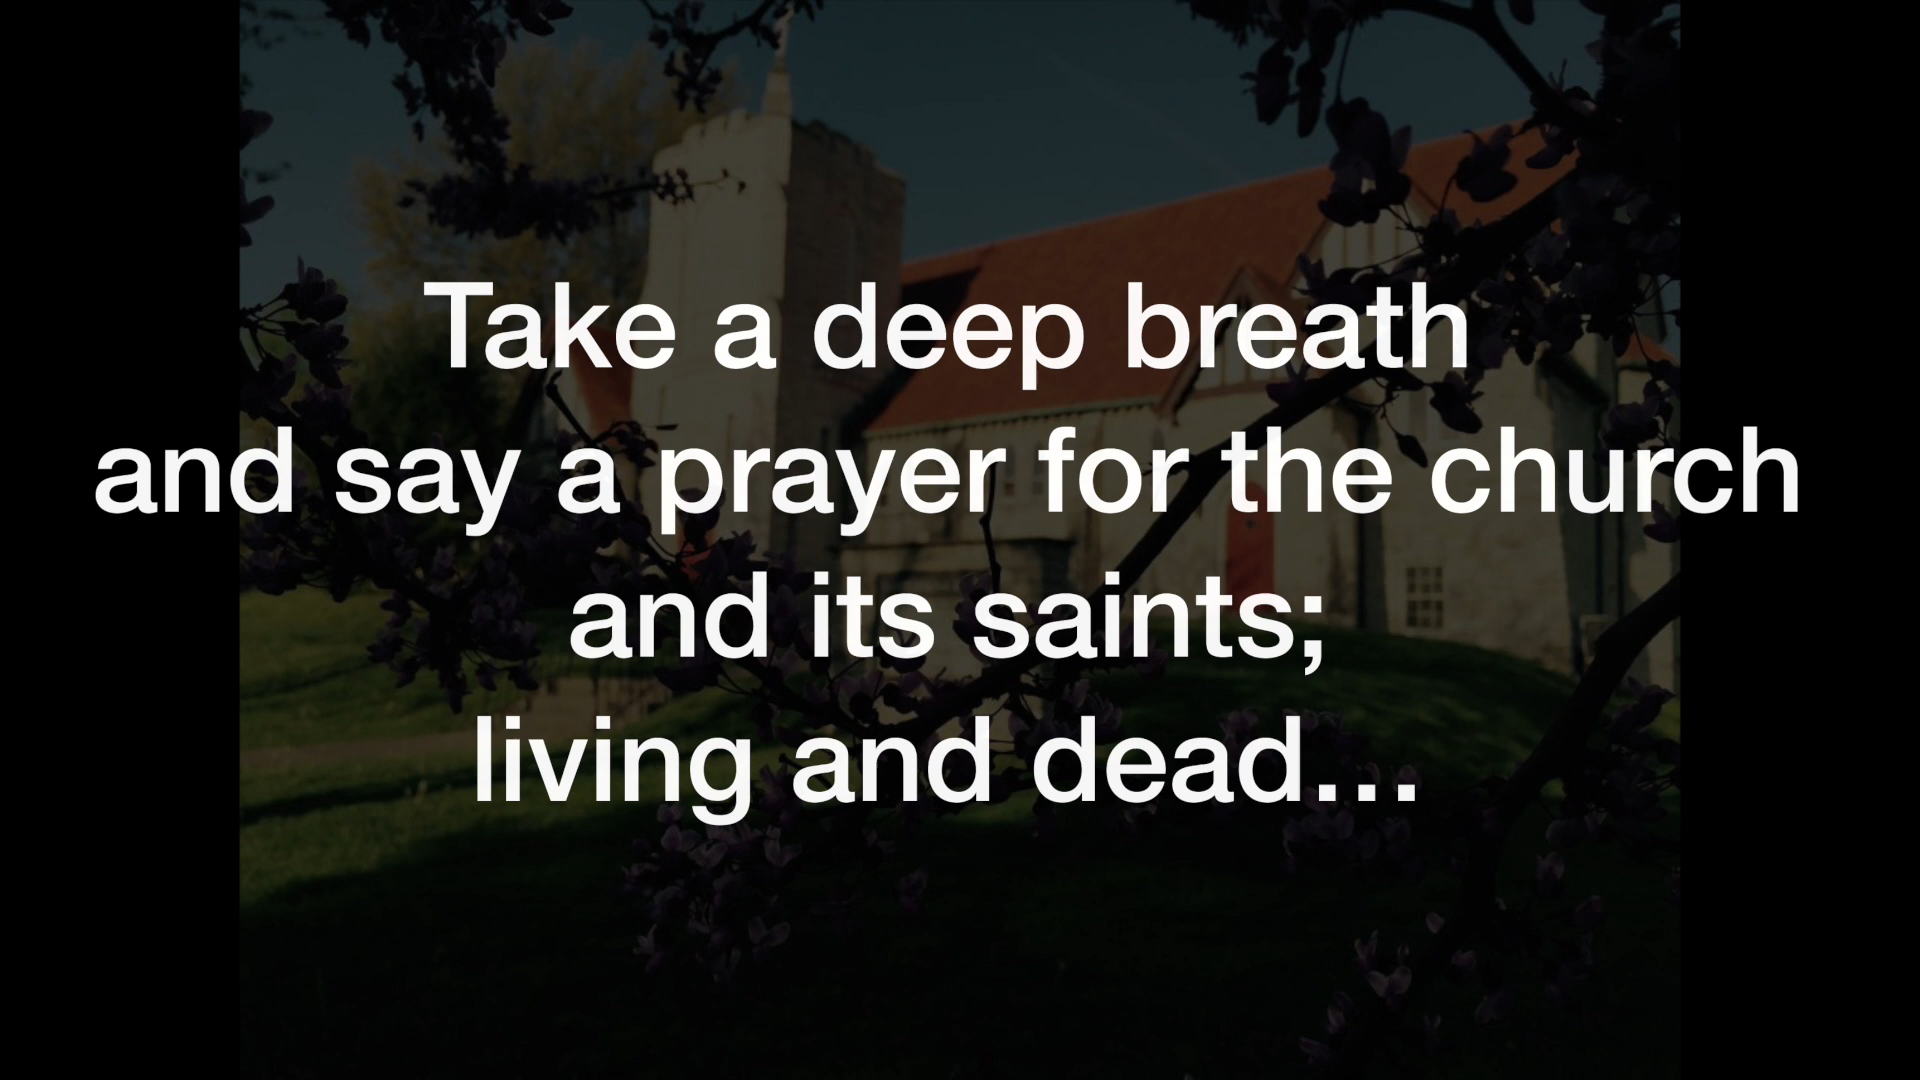 Take a deep breath
and say a prayer for the church
and its saints;
living and dead...